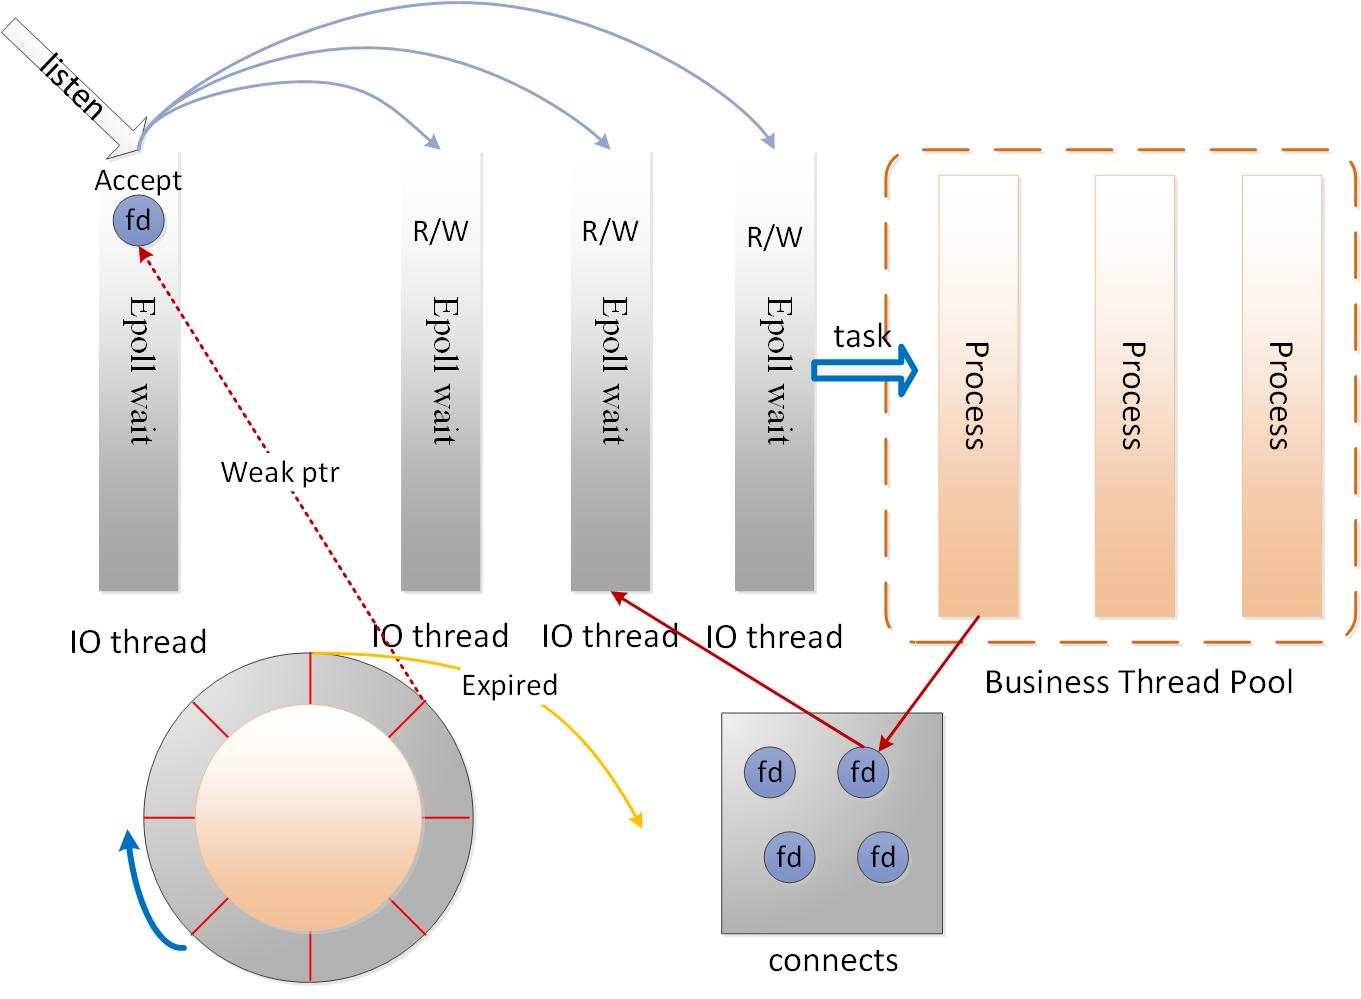 listen
Accept
fd
Epoll wait
R/W
Epoll wait
R/W
Epoll wait
R/W
Epoll wait
task
Process
Process
Process
Weak ptr
IO thread
IO thread
IO thread
IO thread
Expired
Business Thread Pool
fd
fd
fd
fd
connects